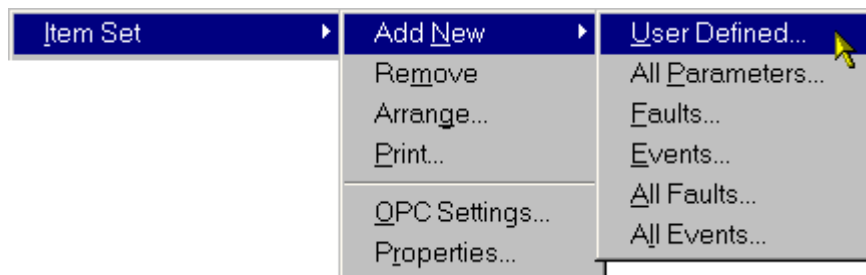 Item Set
Add New
Remove
Arrange...
Print...
OPC Settings...
Properties...
User Defined...
All Parameters...
Faults...
Events...
All Faults...
All Events...